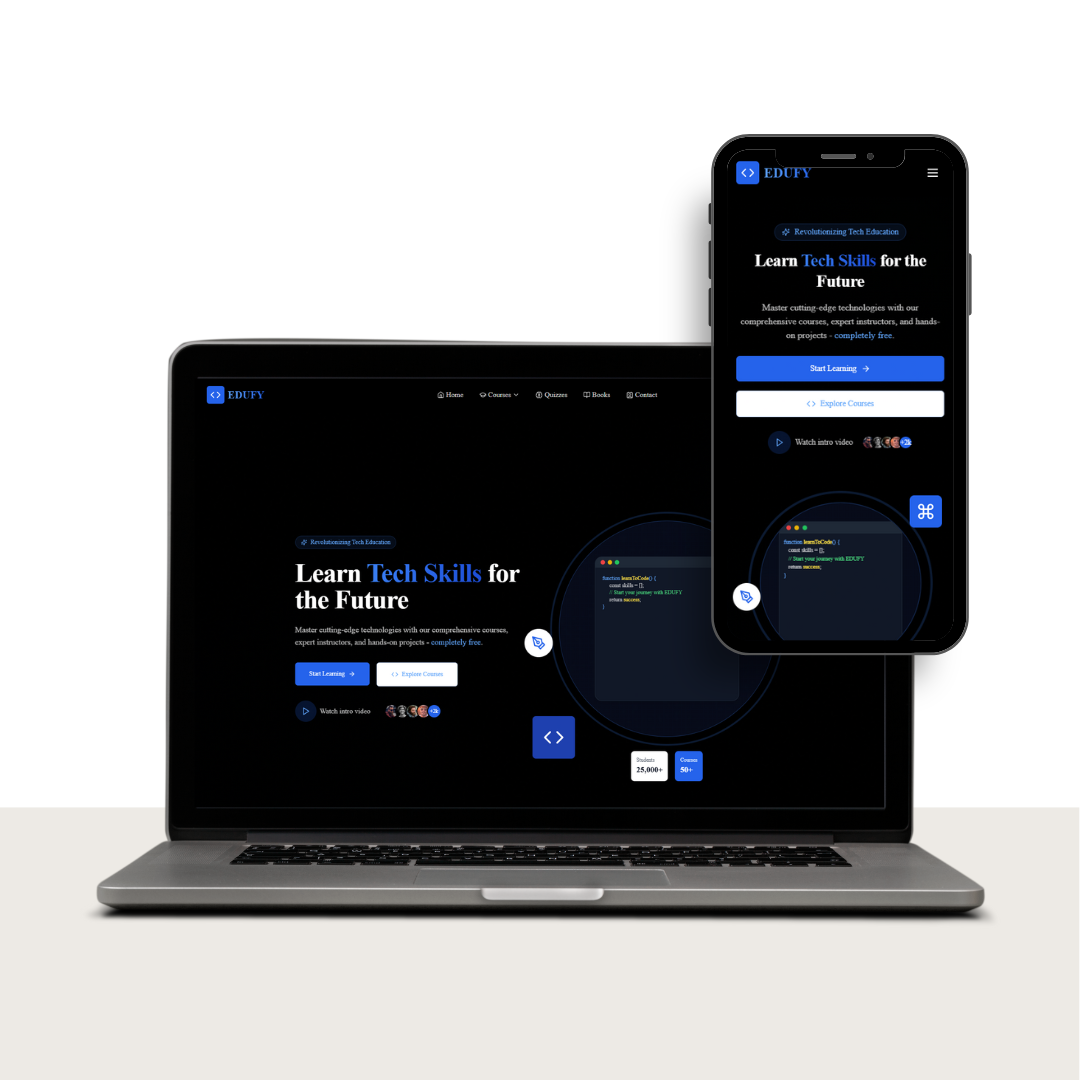 EDUFY
Revolutionizing Tech Education
Learn Tech Skills for the
Future
Master cutting-edge technologies with our
comprehensive courses, expert instructors, and hands-
on projects - completely free.
Start Learning
Explore Courses
Watch intro video +2k
function learnToCode() {
const skills = [];
// Start your journey with EDUFY
return success;
}
EDUFY Home Courses Quizzes Books Contact
Revolutionizing Tech Education
Learn Tech Skills for
the Future
Master cutting-edge technologies with our comprehensive courses,
expert instructors, and hands-on projects - completely free.
Start Learning Explore Courses
Watch intro video +2k
function learnToCode() {
const skills = [];
// Start your journey with EDUFY
return success;
}
Students Courses
25,000+ 50+